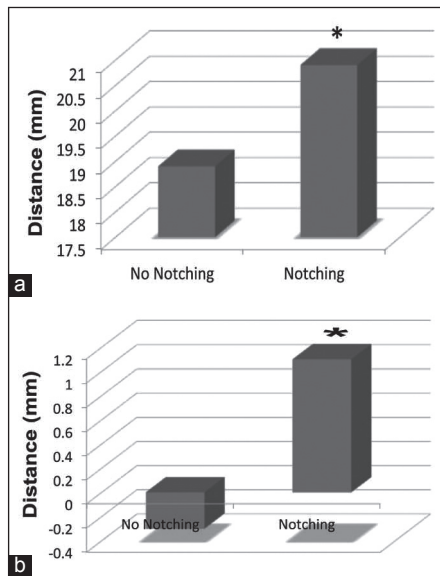 *
21
20.5
20
19.5
19
18.5
18
17.5
Distance (mm)
No Notching
Notching
a
*
1.2
1
0.8
0.6
0.4
0.2
0
-0.2
-0.4
Distance (mm)
No Notching
Notching
b